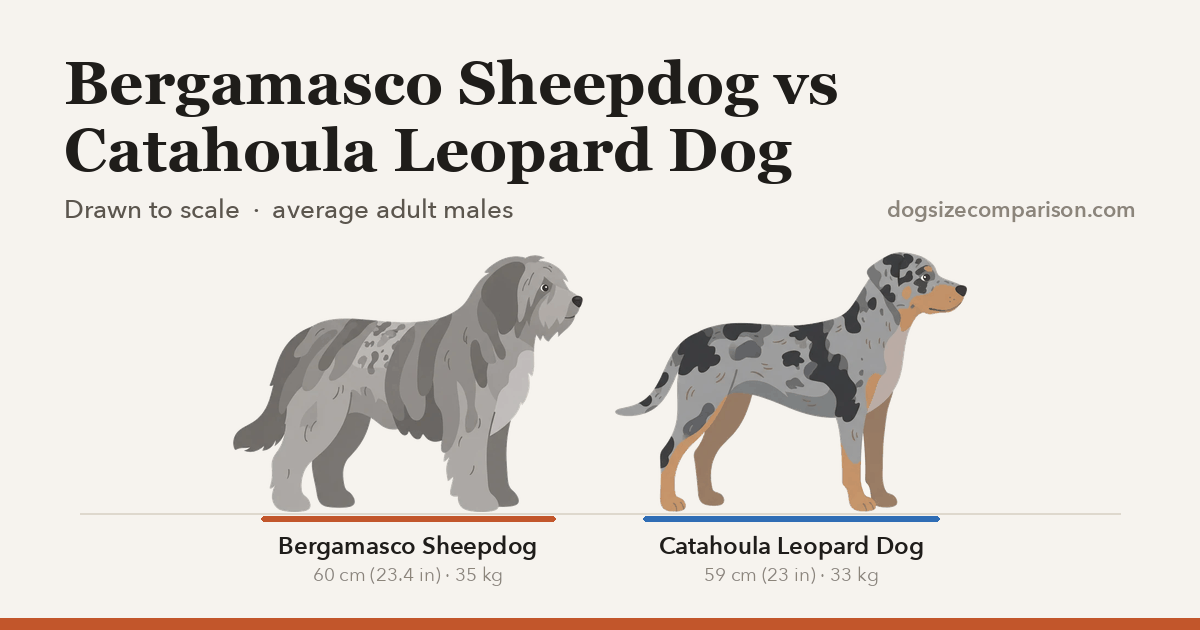 Bergamasco Sheepdog vs
Catahoula Leopard Dog
Drawn to scale · average adult males
dogsizecomparison.com
Bergamasco Sheepdog
60 cm (23.4 in) · 35 kg
Catahoula Leopard Dog
59 cm (23 in) · 33 kg